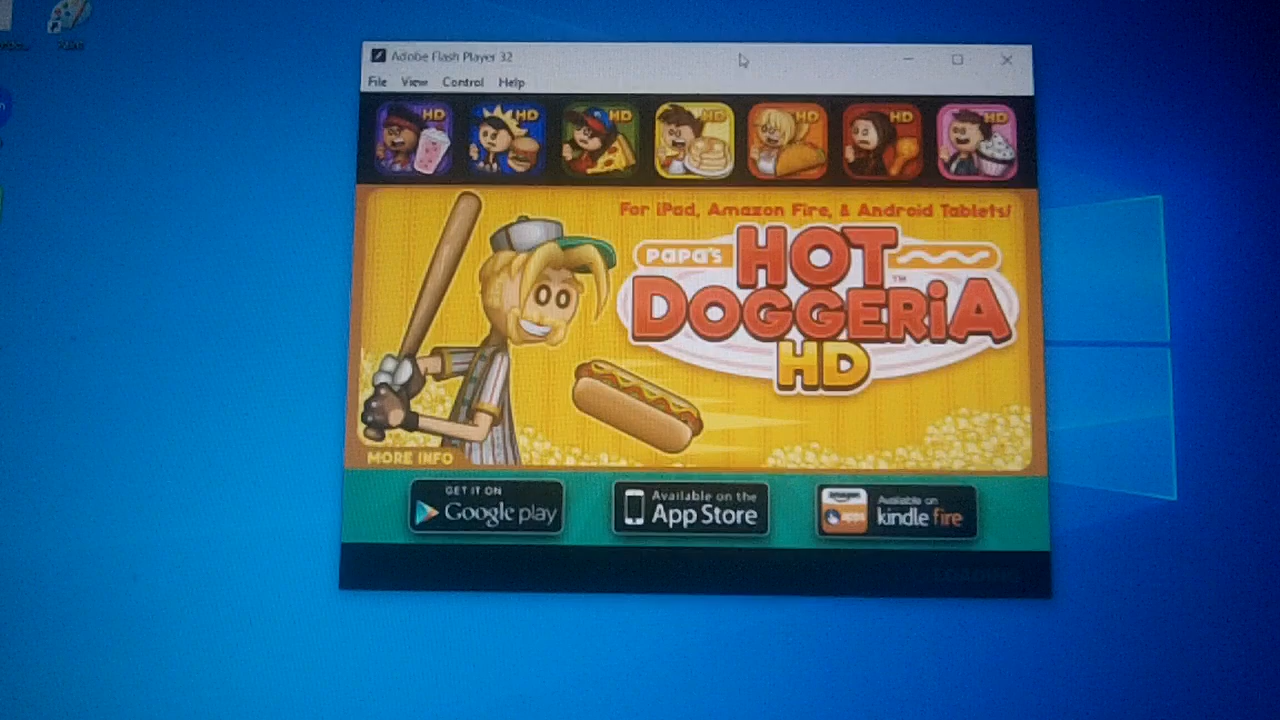 Adobe Flash Player 32
File View Control Help
HD HD HD HD HD HD HD
For iPad, Amazon Fire, & Android Tablets!
PAPA'S HOT
DOGGERiA
TM
HD
MORE INFO
GET IT ON
Google play
Available on the
App Store
amazon
apps
Available on
kindle fire
LOADING